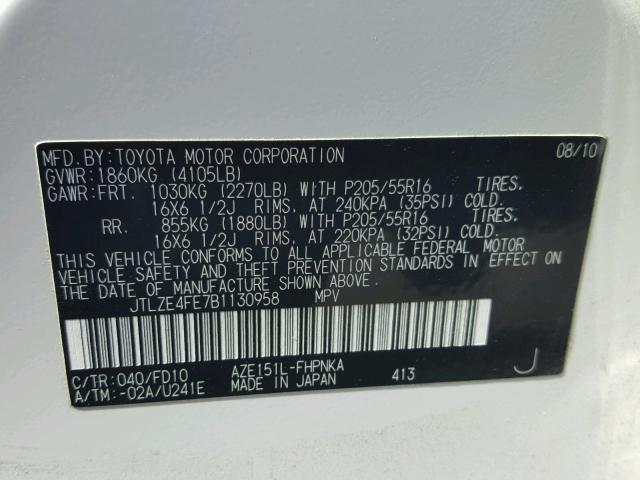 MFD. BY: TOYOTA MOTOR CORPORATION 08/10
GVWR: 1860KG (4105LB)
GAWR: FRT. 1030KG (2270LB) WITH P205/55R16 TIRES.
16X6 1/2J RIMS, AT 240KPA (35PSI) COLD.
RR. 855KG (1880LB) WITH P205/55R16 TIRES.
16X6 1/2J RIMS, AT 220KPA (32PSI) COLD.
THIS VEHICLE CONFORMS TO ALL APPLICABLE FEDERAL MOTOR
VEHICLE SAFETY AND THEFT PREVENTION STANDARDS IN EFFECT ON
THE DATE OF MANUFACTURE SHOWN ABOVE.
JTLZE4FE7B1130958 MPV
C/TR: 040/FD10 AZE151L-FHPNKA 413 J
A/TM: -02A/U241E MADE IN JAPAN